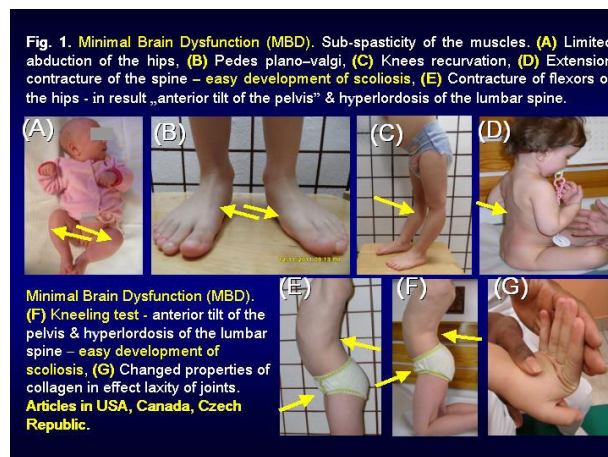 Fig. 1. Minimal Brain Dysfunction (MBD). Sub-spasticity of the muscles. (A) Limited
abduction of the hips, (B) Pedes plano–valgi, (C) Knees recurvation, (D) Extension
contracture of the spine – easy development of scoliosis, (E) Contracture of flexors of
the hips - in result „anterior tilt of the pelvis” & hyperlordosis of the lumbar spine.
(A)
(B)
(C)
(D)
Minimal Brain Dysfunction (MBD).
(F) Kneeling test - anterior tilt of the
pelvis & hyperlordosis of the lumbar
spine – easy development of
scoliosis, (G) Changed properties of
collagen in effect laxity of joints.
Articles in USA, Canada, Czech
Republic.
(E)
(F)
(G)